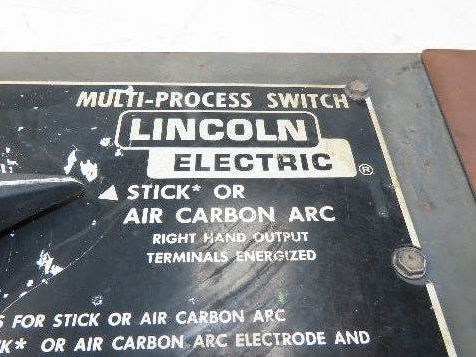 MULTI-PROCESS SWITCH
LINCOLN
ELECTRIC ®
▲ STICK* OR
AIR CARBON ARC
RIGHT HAND OUTPUT
TERMINALS ENERGIZED
FOR STICK OR AIR CARBON ARC
OR AIR CARBON ARC ELECTRODE AND